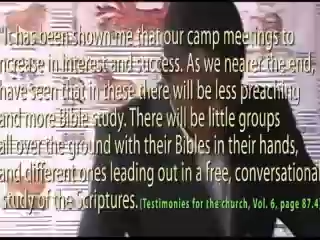 "It has been shown me that our camp meetings to
increase in interest and success. As we nearer the end,
have seen that in these there will be less preaching
and more Bible study. There will be little groups
all over the ground with their Bibles in their hands,
and different ones leading out in a free, conversational
study of the Scriptures. (Testimonies for the church, Vol. 6, page 87.4)